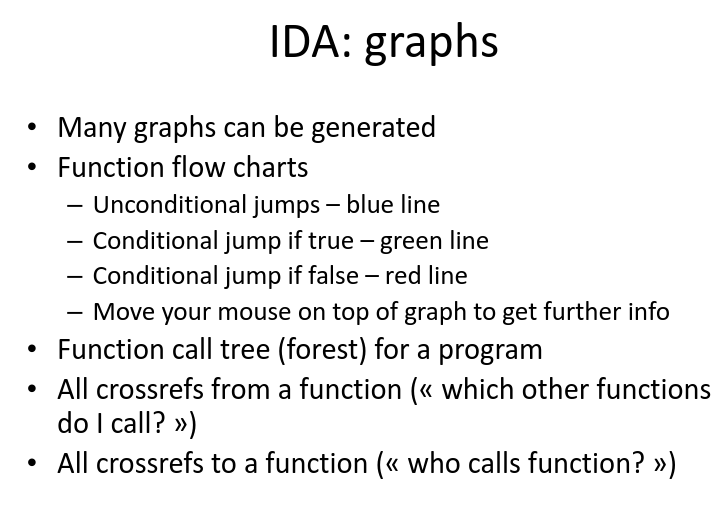 IDA: graphs
• Many graphs can be generated
• Function flow charts
– Unconditional jumps – blue line
– Conditional jump if true – green line
– Conditional jump if false – red line
– Move your mouse on top of graph to get further info
• Function call tree (forest) for a program
• All crossrefs from a function (« which other functions
do I call? »)
• All crossrefs to a function (« who calls function? »)